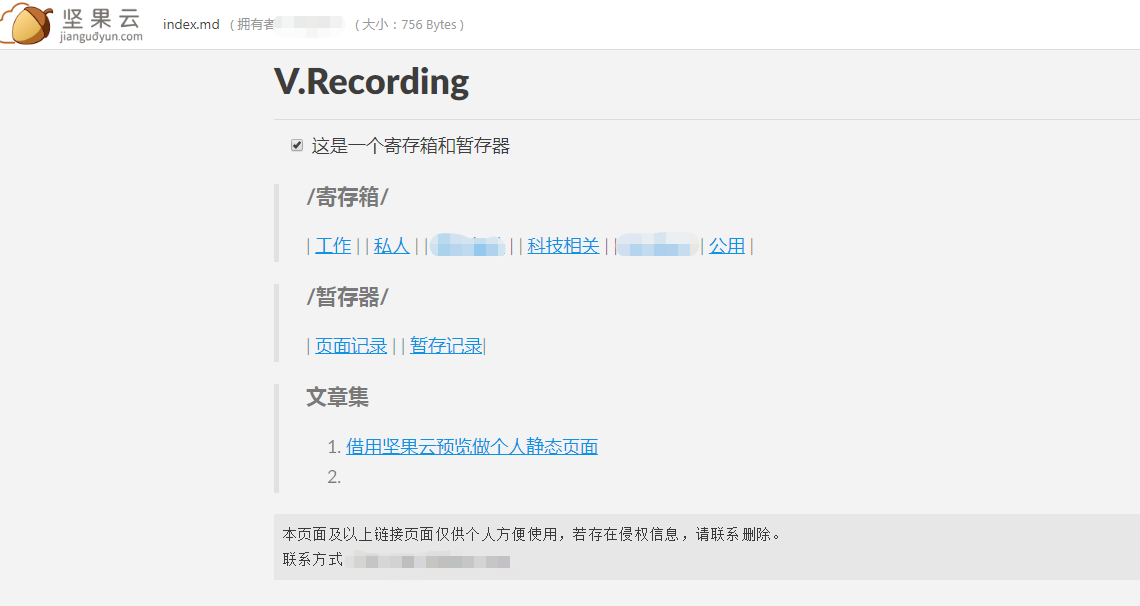 坚果云
jianguoyun.com
index.md (拥有者 (大小：756 Bytes)
V.Recording
这是一个寄存箱和暂存器
/寄存箱/
| 工作 | | 私人 | | | | 科技相关 | | | 公用 |
/暂存器/
| 页面记录 | | 暂存记录|
文章集
1. 借用坚果云预览做个人静态页面
2.
本页面及以上链接页面仅供个人方便使用，若存在侵权信息，请联系删除。
联系方式